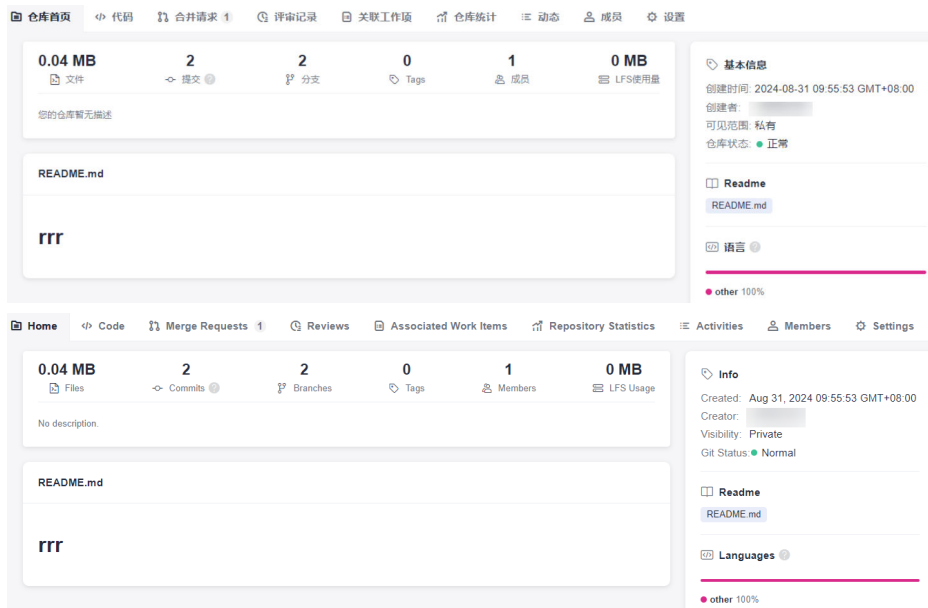 仓库首页 代码 合并请求 1 评审记录 关联工作项 仓库统计 动态 成员 设置
0.04 MB 2 2 0 1 0 MB
文件 提交 分支 Tags 成员 LFS使用量
您的仓库暂无描述
README.md
rrr
基本信息
创建时间: 2024-08-31 09:55:53 GMT+08:00
创建者:
可见范围: 私有
仓库状态: 正常
Readme
README.md
语言
other 100%
Home Code Merge Requests 1 Reviews Associated Work Items Repository Statistics Activities Members Settings
0.04 MB 2 2 0 1 0 MB
Files Commits Branches Tags Members LFS Usage
No description.
README.md
rrr
Info
Created: Aug 31, 2024 09:55:53 GMT+08:00
Creator:
Visibility: Private
Git Status: Normal
Readme
README.md
Languages
other 100%